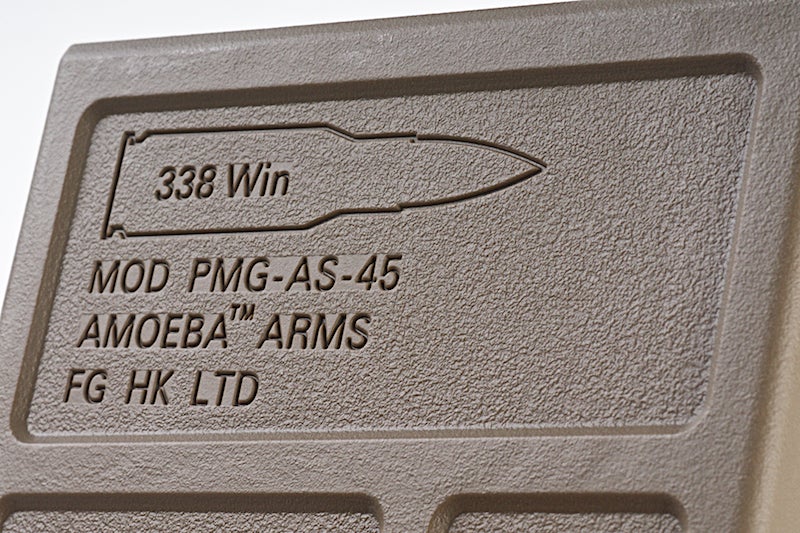 338 Win
MOD PMG-AS-45
AMOEBA™ ARMS
FG HK LTD